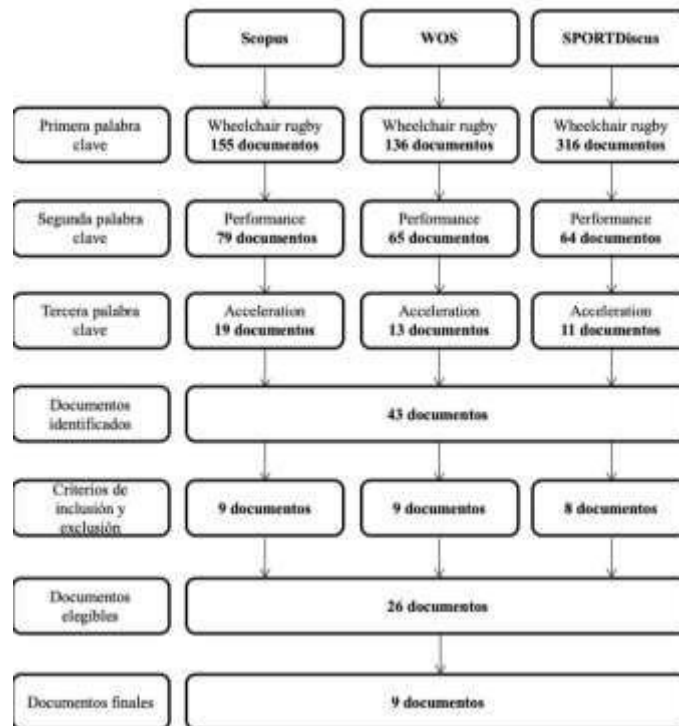 Scopus
WOS
SPORTDiscus
Primera palabra
clave
Wheelchair rugby
155 documentos
Wheelchair rugby
136 documentos
Wheelchair rugby
316 documentos
Segunda palabra
clave
Performance
79 documentos
Performance
65 documentos
Performance
64 documentos
Tercera palabra
clave
Acceleration
19 documentos
Acceleration
13 documentos
Acceleration
11 documentos
Documentos
identificados
43 documentos
Criterios de
inclusión y
exclusión
9 documentos
9 documentos
8 documentos
Documentos
elegibles
26 documentos
Documentos finales
9 documentos